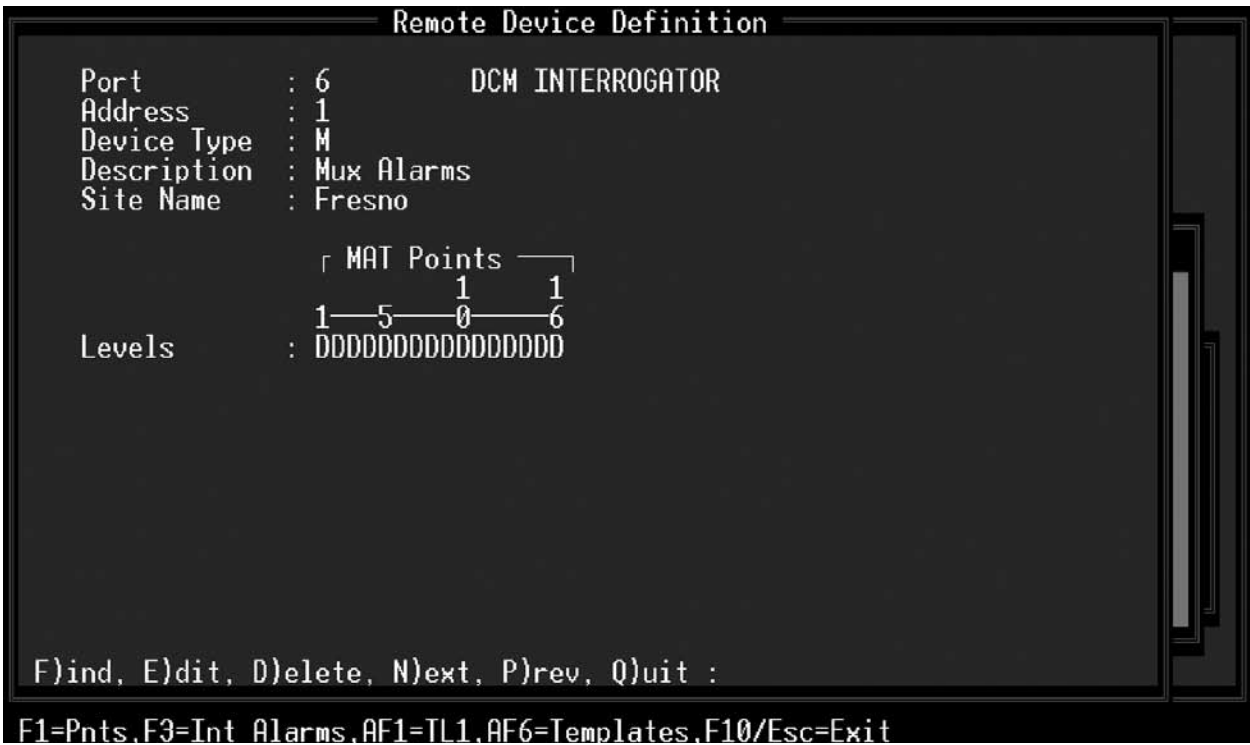 Remote Device Definition
Port : 6 DCM INTERROGATOR
Address : 1
Device Type : M
Description : Mux Alarms
Site Name : Fresno
MAT Points
1 1
1 5 0 6
Levels : DDDDDDDDDDDDDDDD
F)ind, E)dit, D)elete, N)ext, P)rev, Q)uit :
F1=Pnts,F3=Int Alarms,AF1=TL1,AF6=Templates,F10/Esc=Exit